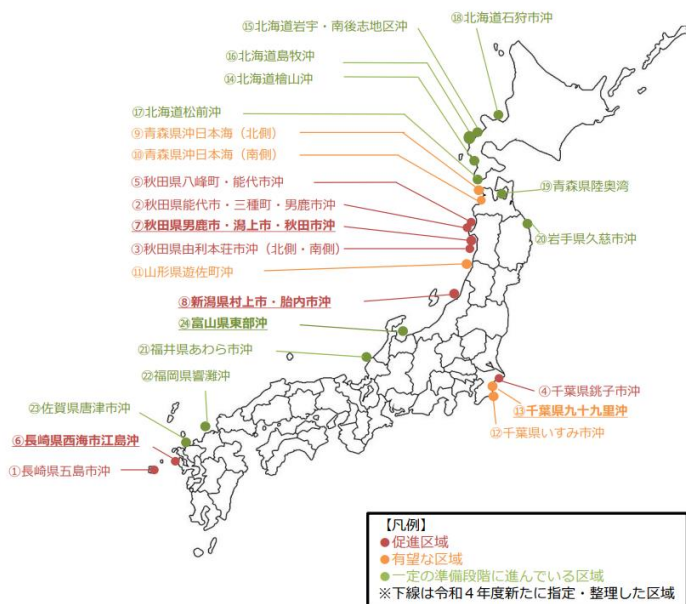 ⑮北海道岩宇・南後志地区沖
⑱北海道石狩市沖
⑯北海道島牧沖
⑭北海道檜山沖
⑰北海道松前沖
⑨青森県沖日本海（北側）
⑩青森県沖日本海（南側）
⑤秋田県八峰町・能代市沖
⑲青森県陸奥湾
②秋田県能代市・三種町・男鹿市沖
⑦秋田県男鹿市・潟上市・秋田市沖
⑳岩手県久慈市沖
③秋田県由利本荘市沖（北側・南側）
⑪山形県遊佐町沖
⑧新潟県村上市・胎内市沖
㉔富山県東部沖
㉑福井県あわら市沖
㉒福岡県響灘沖
④千葉県銚子市沖
㉓佐賀県唐津市沖
⑬千葉県九十九里沖
⑫千葉県いすみ市沖
⑥長崎県西海市江島沖
①長崎県五島市沖
【凡例】
●促進区域
●有望な区域
●一定の準備段階に進んでいる区域
※下線は令和４年度新たに指定・整理した区域